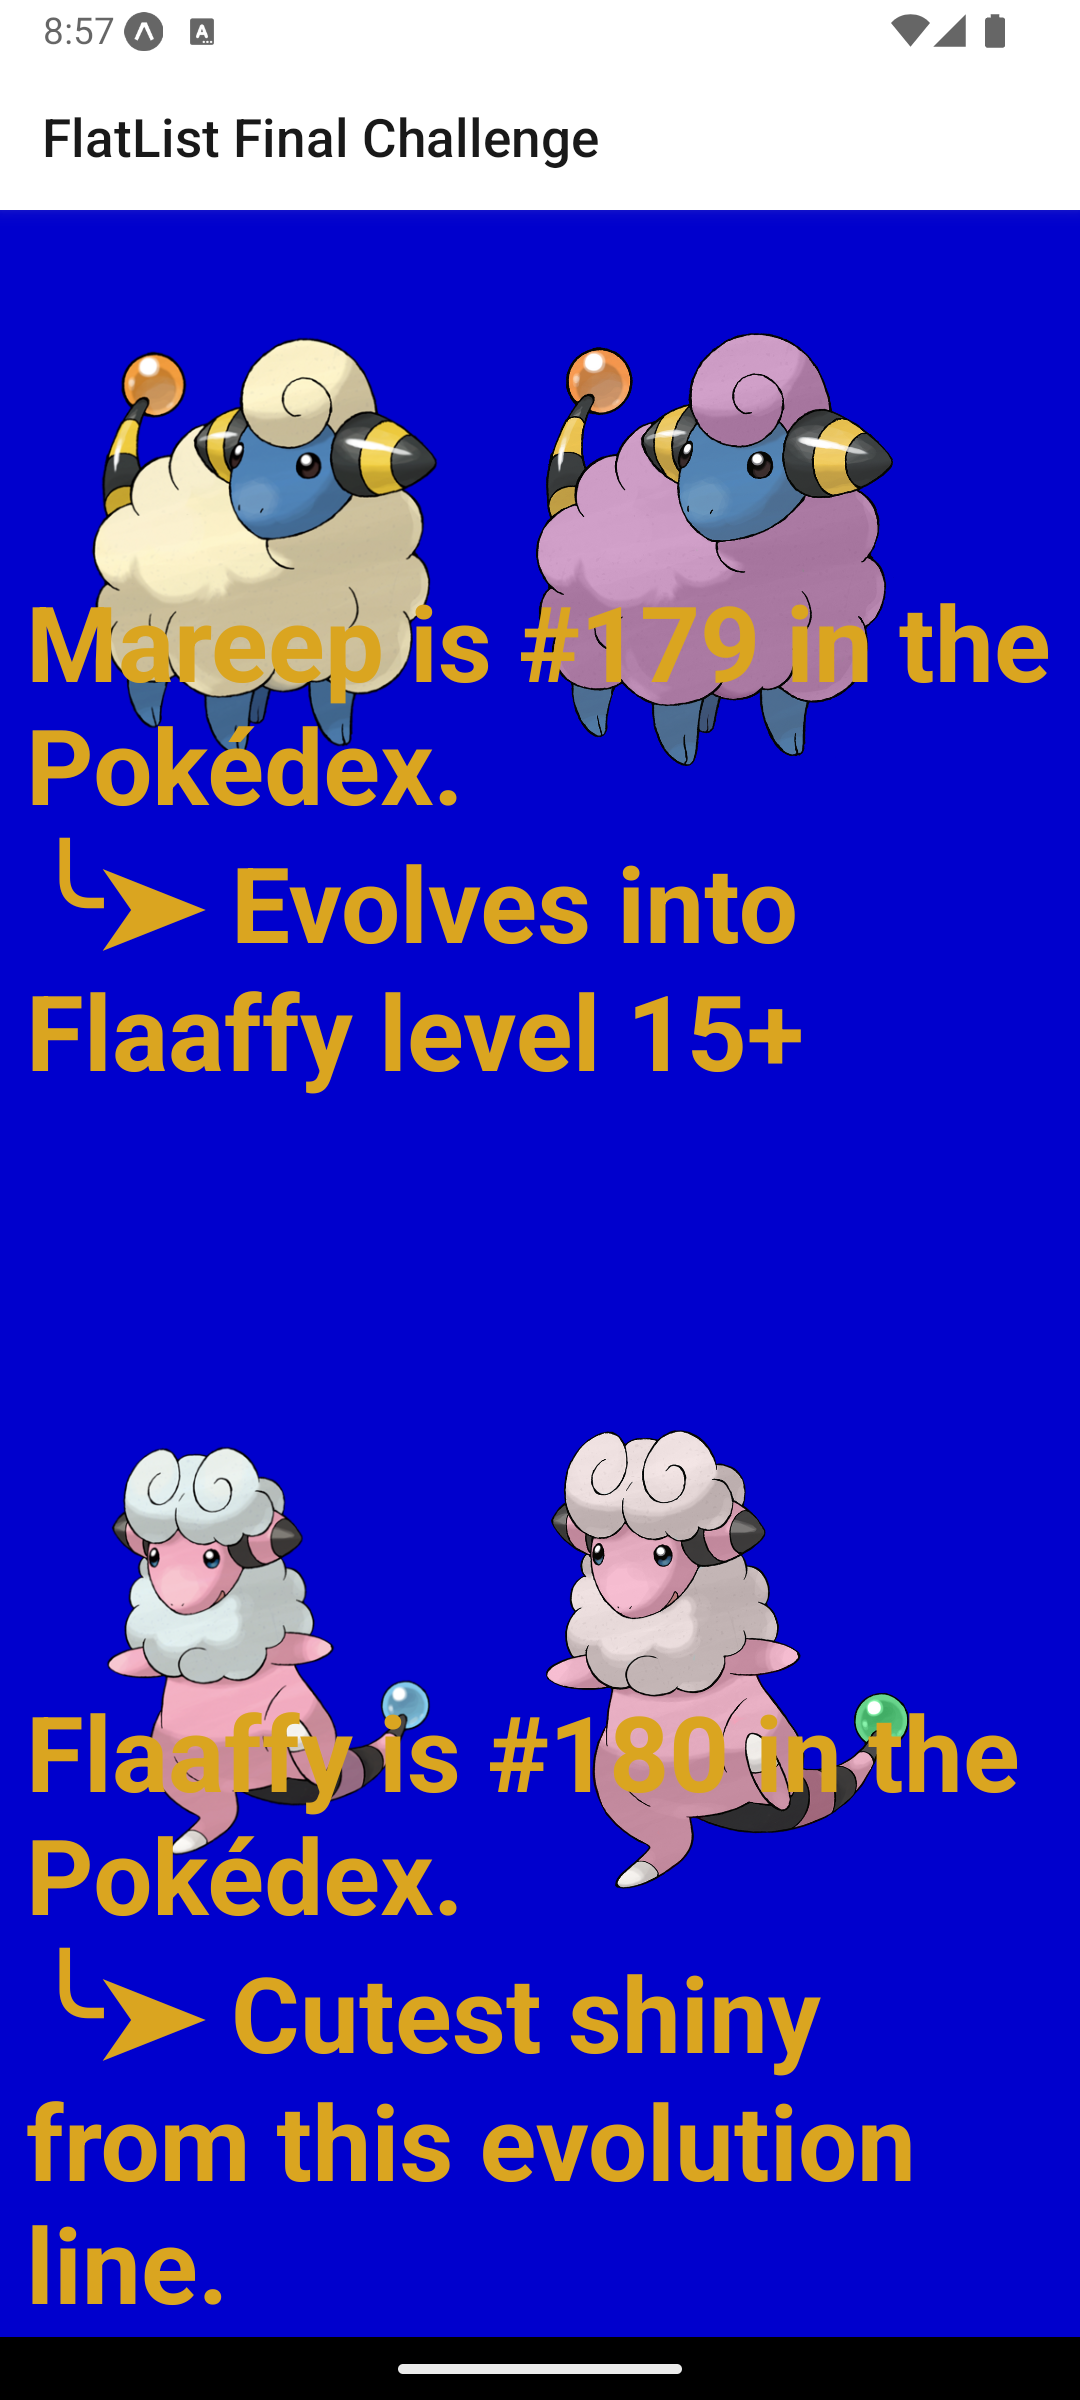 8:57
FlatList Final Challenge
Mareep is #179 in the
Pokédex.
Evolves into
Flaaffy level 15+
Flaaffy is #180 in the
Pokédex.
Cutest shiny
from this evolution
line.